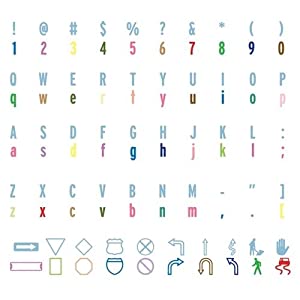 ! @ # $ % ? & * ( )
1 2 3 4 5 6 7 8 9 0
Q W E R T Y U I O P
q w e r t y u i o p
A S D F G H J K L :
a s d f g h j k l ;
Z X C V B N M - " ]
z x c v b n m , . [